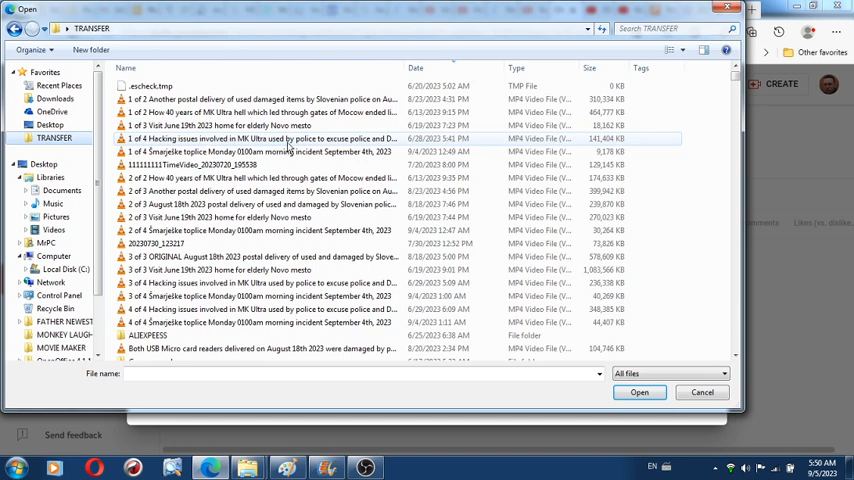 Open
TRANSFER
Search TRANSFER
Organize
New folder
Other favorites
CREATE
Name
Date
Type
Size
Tags
Favorites
Recent Places
Downloads
OneDrive
Desktop
TRANSFER
Desktop
Libraries
Documents
Music
Pictures
Videos
MrPC
Computer
Local Disk (C:)
Network
Control Panel
Recycle Bin
FATHER NEWEST
MONKEY LAUGH
MOVIE MAKER
OpenOffice 4.1.1
.escheck.tmp 6/20/2023 5:02 AM TMP File 0 KB
1 of 2 Another postal delivery of used damaged items by Slovenian police on Au... 8/23/2023 4:31 PM MP4 Video File (V... 310,334 KB
1 of 2 How 40 years of MK Ultra hell which led through gates of Mocow ended li... 6/13/2023 9:15 PM MP4 Video File (V... 464,777 KB
1 of 3 Visit June 19th 2023 home for elderly Novo mesto 6/19/2023 7:23 PM MP4 Video File (V... 18,162 KB
1 of 4 Hacking issues involved in MK Ultra used by police to excuse police and D... 6/28/2023 5:41 PM MP4 Video File (V... 141,404 KB
1 of 4 Šmarješke toplice Monday 0100am morning incident September 4th, 2023 9/4/2023 12:49 AM MP4 Video File (V... 9,178 KB
111111111TimeVideo_20230720_195538 7/20/2023 8:00 PM MP4 Video File (V... 129,145 KB
2 of 2 How 40 years of MK Ultra hell which led through gates of Mocow ended li... 6/13/2023 9:35 PM MP4 Video File (V... 174,633 KB
2 of 3 Another postal delivery of used damaged items by Slovenian police on Au... 8/23/2023 4:56 PM MP4 Video File (V... 399,942 KB
2 of 3 August 18th 2023 postal delivery of used and damaged by Slovenian polic... 8/18/2023 7:46 PM MP4 Video File (V... 239,870 KB
2 of 3 Visit June 19th 2023 home for elderly Novo mesto 6/19/2023 7:44 PM MP4 Video File (V... 270,023 KB
2 of 4 Šmarješke toplice Monday 0100am morning incident September 4th, 2023 9/4/2023 12:47 AM MP4 Video File (V... 30,264 KB
20230730_123217 7/30/2023 12:52 PM MP4 Video File (V... 73,826 KB
3 of 3 ORIGINAL August 18th 2023 postal delivery of used and damaged by Slove... 8/18/2023 5:00 PM MP4 Video File (V... 578,609 KB
3 of 3 Visit June 19th 2023 home for elderly Novo mesto 6/19/2023 9:01 PM MP4 Video File (V... 1,083,566 KB
3 of 4 Hacking issues involved in MK Ultra used by police to excuse police and D... 6/29/2023 5:09 PM MP4 Video File (V... 236,338 KB
3 of 4 Šmarješke toplice Monday 0100am morning incident September 4th, 2023 9/4/2023 1:00 AM MP4 Video File (V... 40,269 KB
4 of 4 Hacking issues involved in MK Ultra used by police to excuse police and D... 6/29/2023 6:09 PM MP4 Video File (V... 348,385 KB
4 of 4 Šmarješke toplice Monday 0100am morning incident September 4th, 2023 9/4/2023 1:11 AM MP4 Video File (V... 44,407 KB
ALIEXPEESS 6/25/2023 6:38 AM File folder
Both USB Micro card readers delivered on August 18th 2023 were damaged by p... 8/20/2023 2:34 PM MP4 Video File (V... 104,746 KB
Likes (vs. dislike...
File name:
All files
Open
Cancel
Send feedback
EN
5:50 AM
9/5/2023